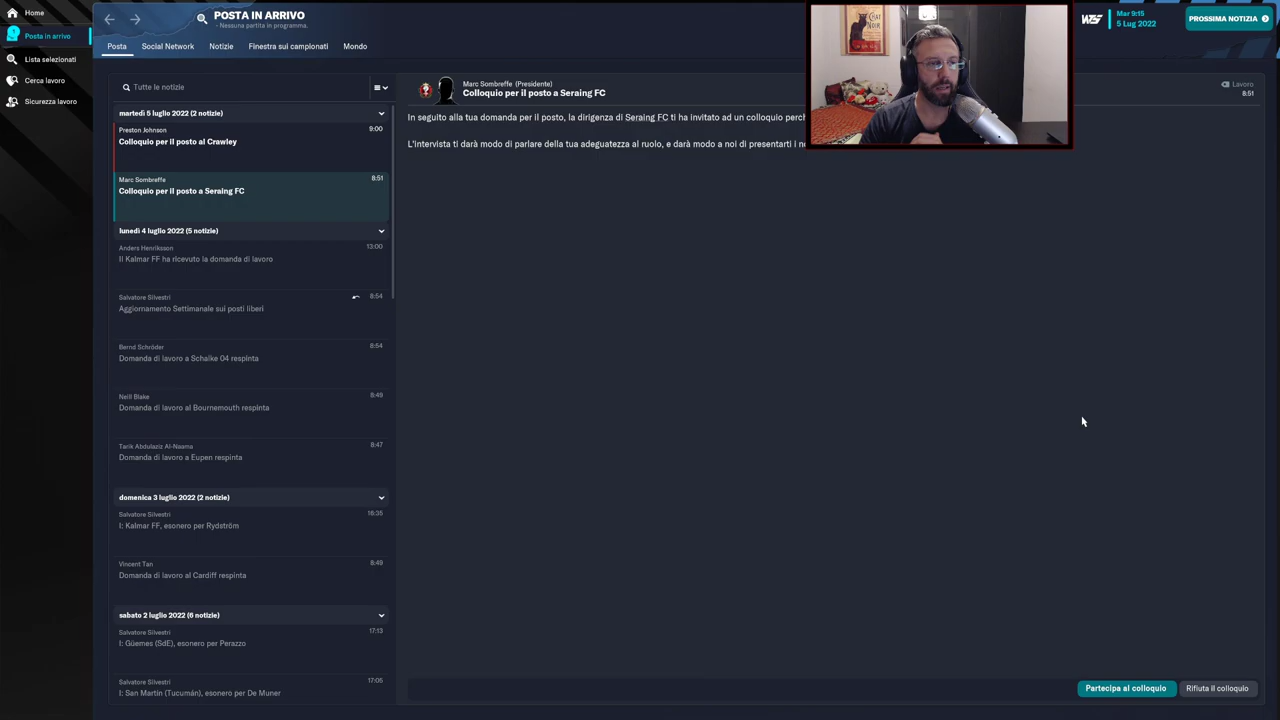 Home
Posta in arrivo
Lista selezionati
Cerca lavoro
Sicurezza lavoro
POSTA IN ARRIVO
- Nessuna partita in programma.
Posta
Social Network
Notizie
Finestra sui campionati
Mondo
CHAT
NOIR
Mar 9:15
5 Lug 2022
PROSSIMA NOTIZIA
Tutte le notizie
martedì 5 luglio 2022 (2 notizie)
Preston Johnson 9:00
Colloquio per il posto al Crawley
Marc Sombreffe 8:51
Colloquio per il posto a Seraing FC
lunedì 4 luglio 2022 (5 notizie)
Anders Henriksson 13:00
Il Kalmar FF ha ricevuto la domanda di lavoro
Salvatore Silvestri 8:54
Aggiornamento Settimanale sui posti liberi
Bernd Schröder 8:54
Domanda di lavoro a Schalke 04 respinta
Neill Blake 8:49
Domanda di lavoro al Bournemouth respinta
Tarik Abdulaziz Al-Naama 8:47
Domanda di lavoro a Eupen respinta
domenica 3 luglio 2022 (2 notizie)
Salvatore Silvestri 16:35
I: Kalmar FF, esonero per Rydström
Vincent Tan 8:49
Domanda di lavoro al Cardiff respinta
sabato 2 luglio 2022 (6 notizie)
Salvatore Silvestri 17:13
I: Güemes (SdE), esonero per Perazzo
Salvatore Silvestri 17:05
I: San Martín (Tucumán), esonero per De Muner
Marc Sombreffe (Presidente)
Colloquio per il posto a Seraing FC
Lavoro
8:51
In seguito alla tua domanda per il posto, la dirigenza di Seraing FC ti ha invitato ad un colloquio perch
L'intervista ti darà modo di parlare della tua adeguatezza al ruolo, e darà modo a noi di presentarti i n
Partecipa al colloquio
Rifiuta il colloquio